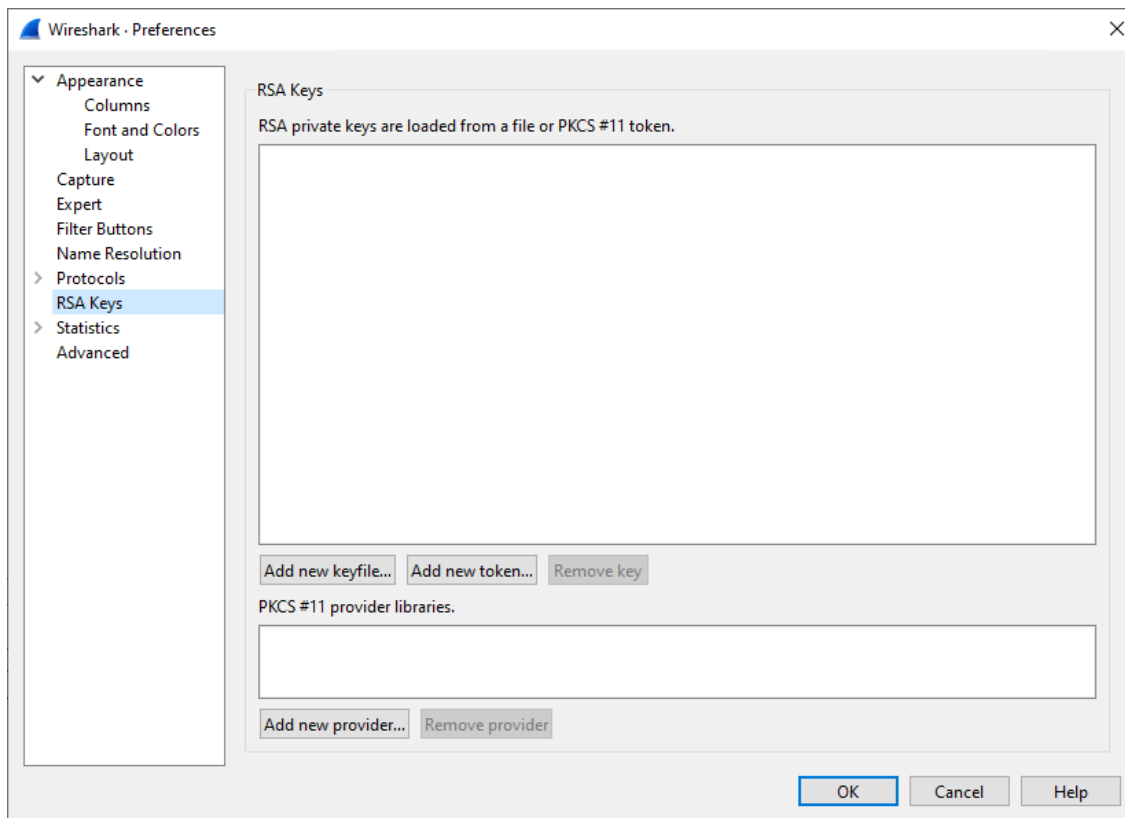 Wireshark · Preferences
Appearance
Columns
Font and Colors
Layout
Capture
Expert
Filter Buttons
Name Resolution
Protocols
RSA Keys
Statistics
Advanced
RSA Keys
RSA private keys are loaded from a file or PKCS #11 token.
Add new keyfile... Add new token... Remove key
PKCS #11 provider libraries.
Add new provider... Remove provider
OK Cancel Help